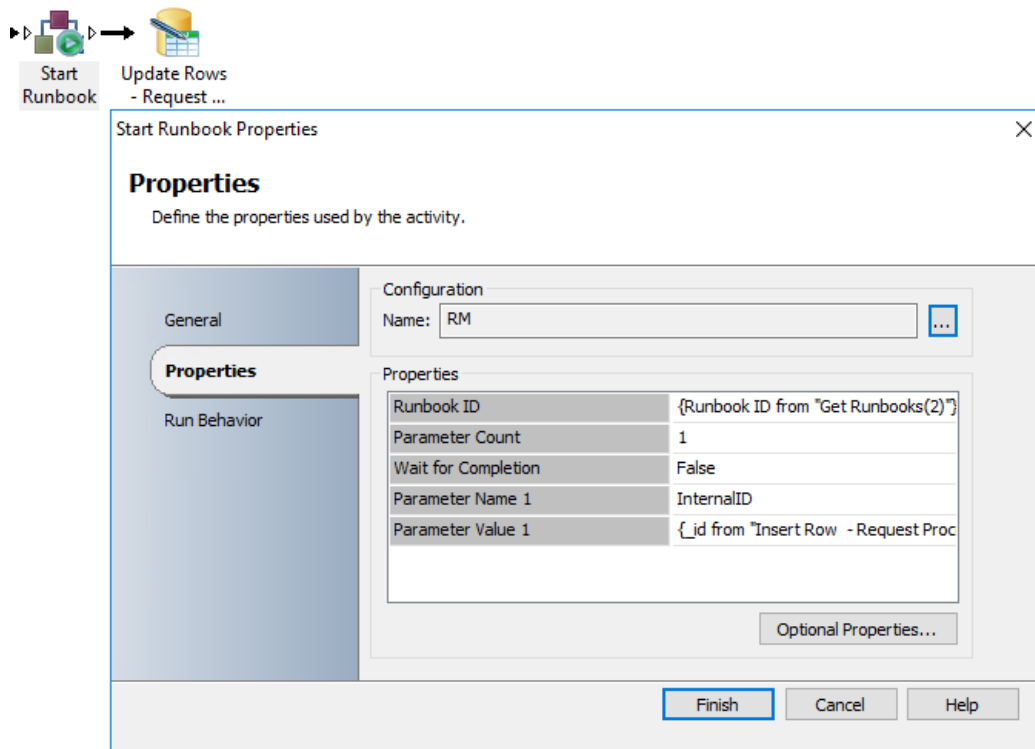 Start
Runbook
Update Rows
- Request ...
Start Runbook Properties
Properties
Define the properties used by the activity.
General
Properties
Run Behavior
Configuration
Name: RM
...
Properties
Runbook ID {Runbook ID from "Get Runbooks(2)"}
Parameter Count 1
Wait for Completion False
Parameter Name 1 InternalID
Parameter Value 1 {_id from "Insert Row  - Request Proc
Optional Properties...
Finish Cancel Help